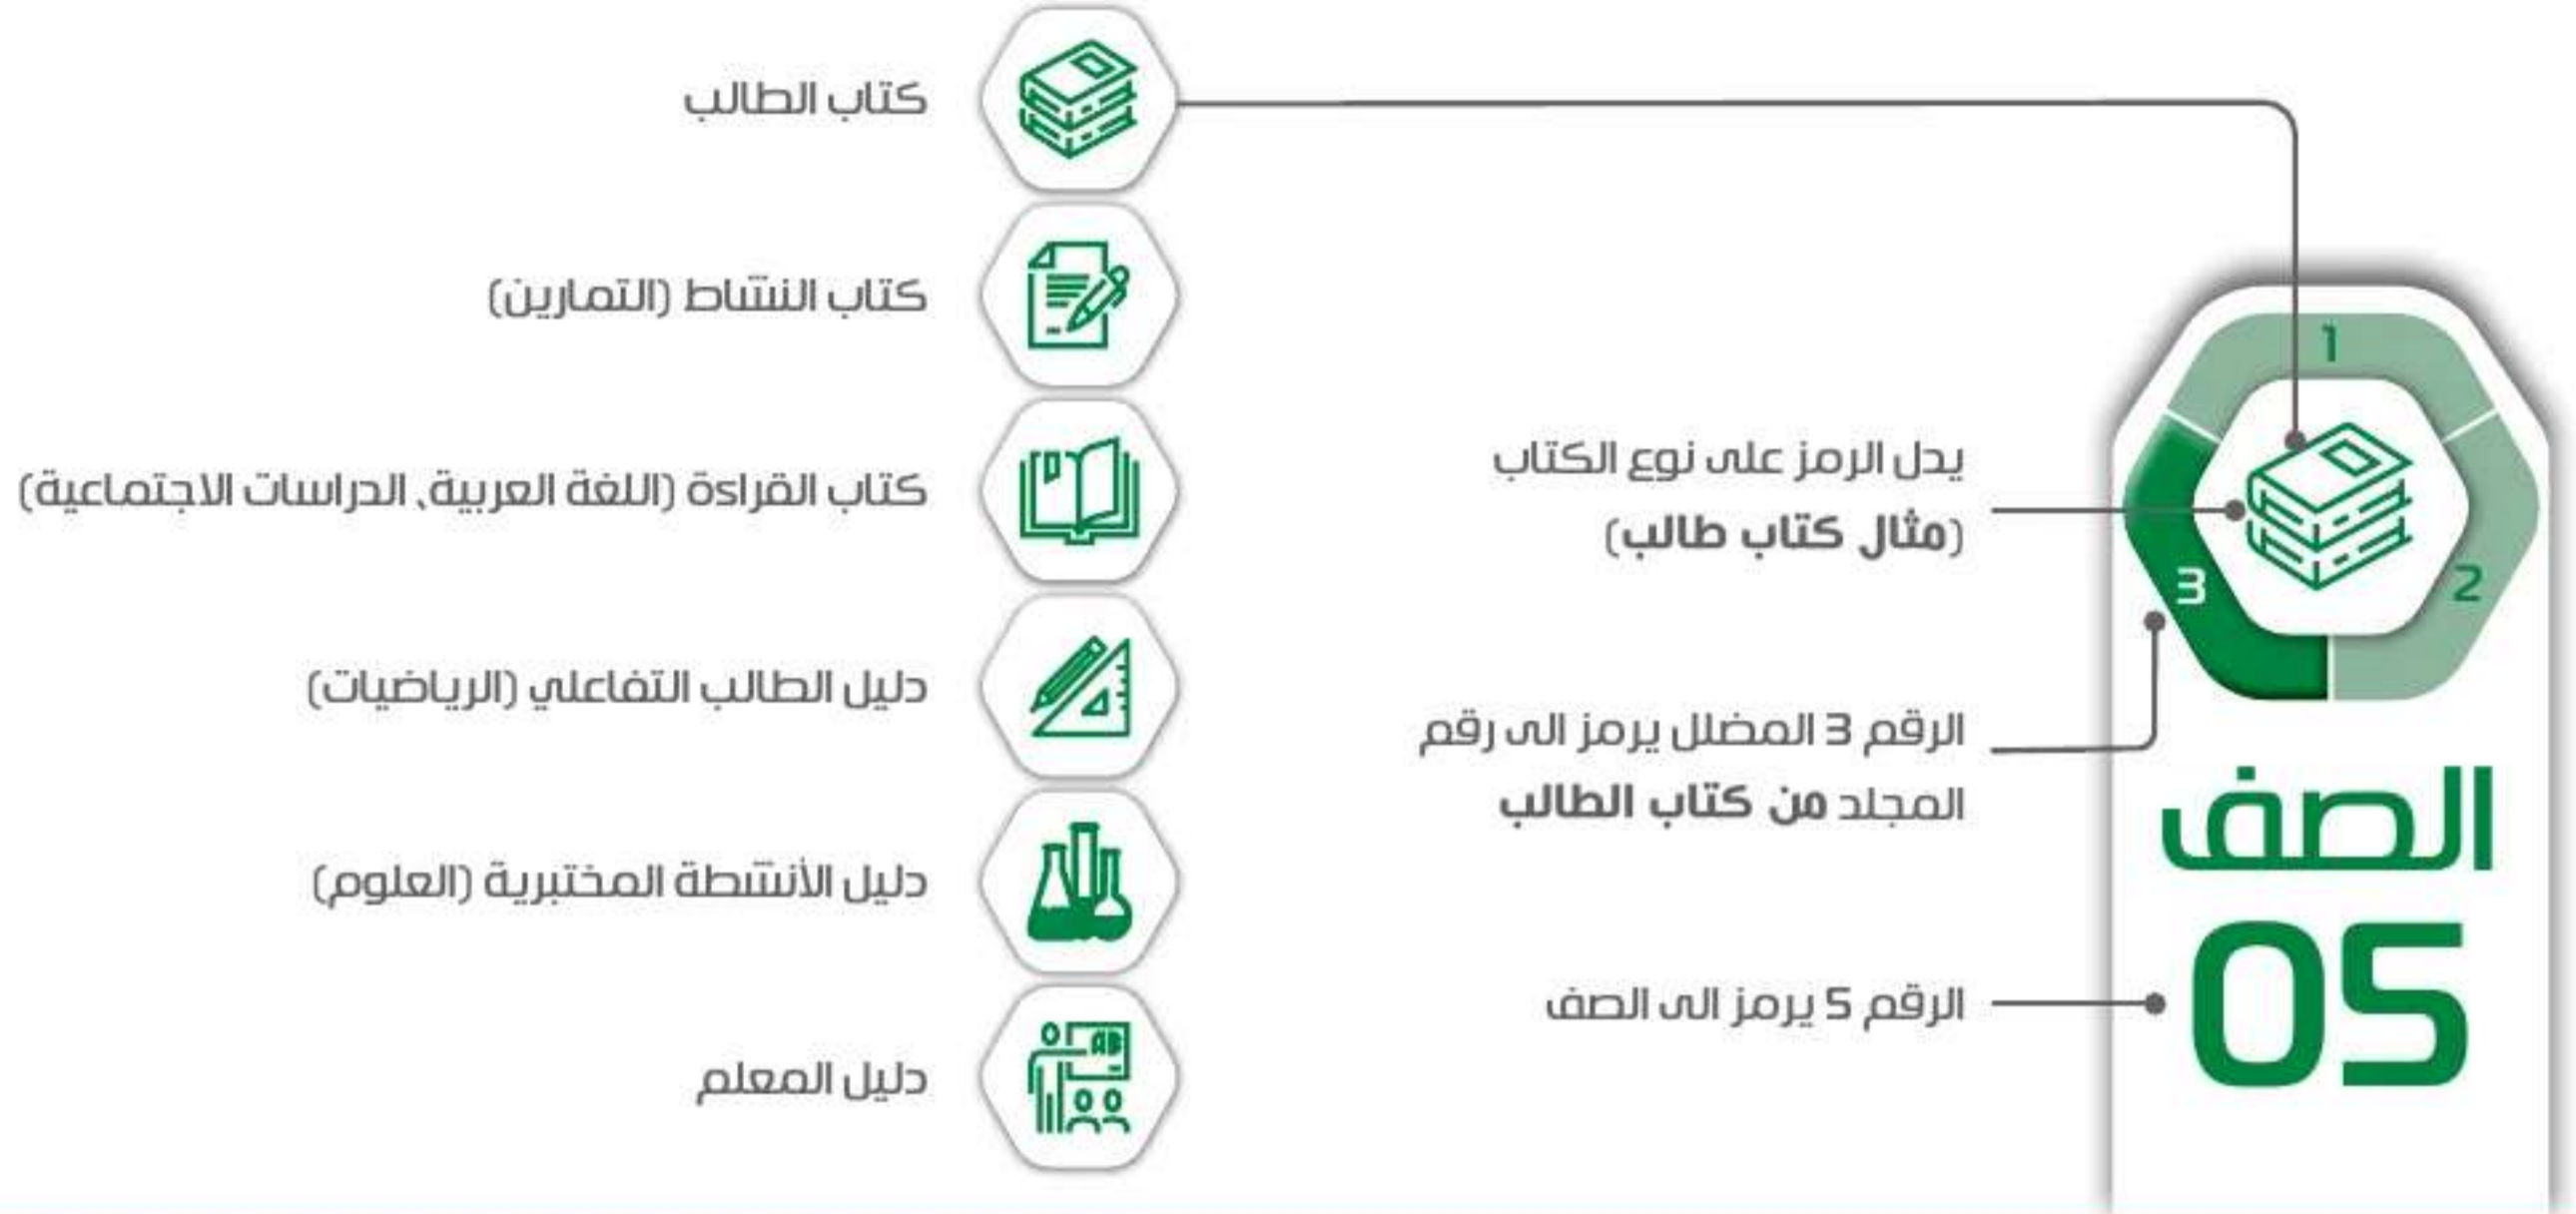 1
2
3
الصف
05
يدل الرمز على نوع الكتاب
(مثال كتاب طالب)
الرقم 3 المضلل يرمز الى رقم
المجلد من كتاب الطالب
الرقم 5 يرمز الى الصف
كتاب الطالب
كتاب النشاط (التمارين)
كتاب القراءة (اللغة العربية، الدراسات الاجتماعية)
دليل الطالب التفاعلي (الرياضيات)
دليل الأنشطة المختبرية (العلوم)
AB
دليل المعلم